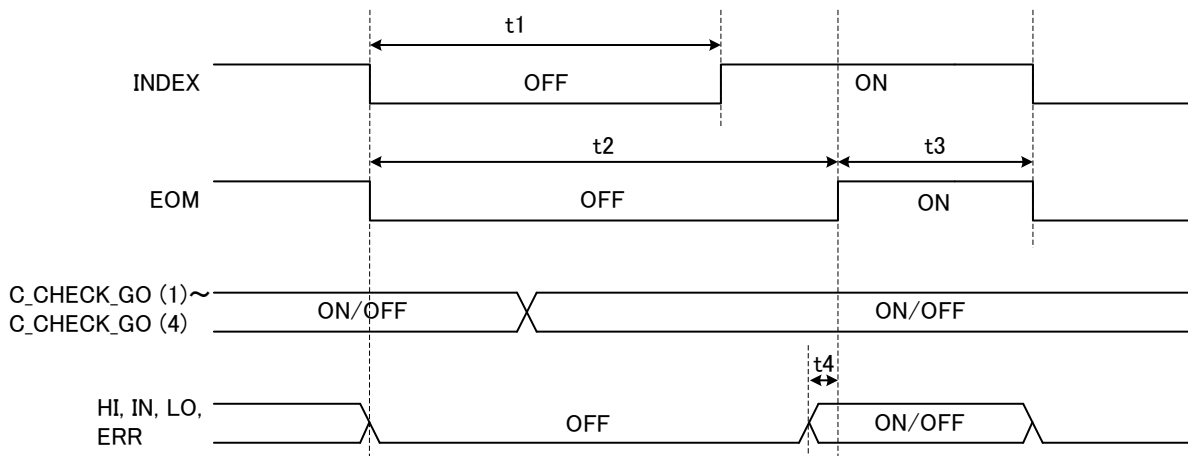 t1
INDEX
OFF
ON
t2
t3
EOM
OFF
ON
C_CHECK_GO (1)～
C_CHECK_GO (4)
ON/OFF
ON/OFF
t4
HI, IN, LO,
ERR
OFF
ON/OFF